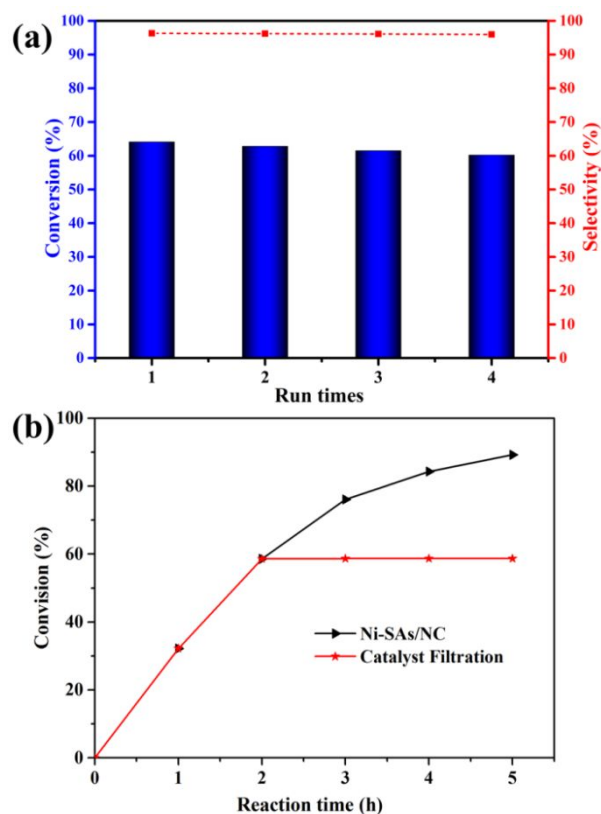 (a)
Conversion (%)
100
90
80
70
60
50
40
30
20
10
0
1 2 3 4
Run times
100
90
80
70
60
50
40
30
20
10
0
Selectivity (%)
(b)
Convision (%)
100
80
60
40
20
0
Ni-SAs/NC
Catalyst Filtration
0 1 2 3 4 5
Reaction time (h)